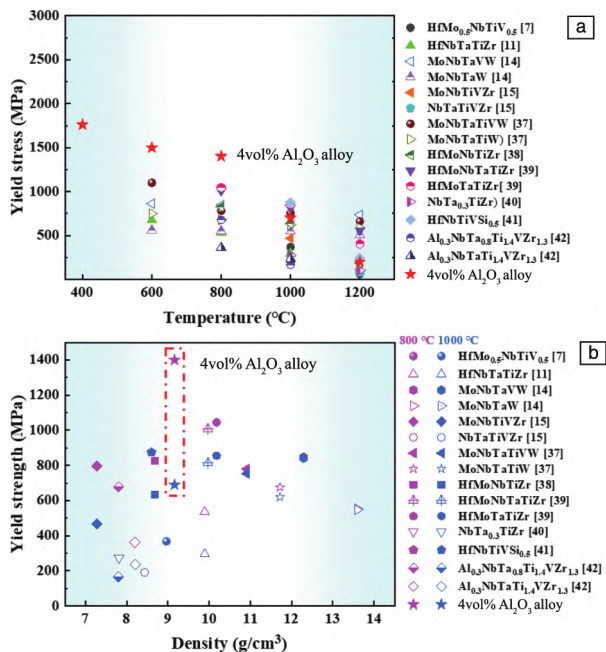 a
3000
2500
2000
1500
1000
500
Yield stress (MPa)
4vol% Al₂O₃ alloy
400 600 800 1000 1200
Temperature (℃)
HfMo₀.₅NbTiV₀.₅ [7]
HfNbTaTiZr [11]
MoNbTaVW [14]
MoNbTaW [14]
MoNbTiVZr [15]
NbTaTiVZr [15]
MoNbTaTiVW [37]
MoNbTaTiW) [37]
HfMoNbTiZr [38]
HfMoNbTaTiZr [39]
HfMoTaTiZr[ 39]
NbTa₀.₃TiZr) [40]
HfNbTiVSi₀.₅ [41]
Al₀.₃NbTa₀.₈Ti₁.₄VZr₁.₃ [42]
Al₀.₃NbTaTi₁.₄VZr₁.₃ [42]
4vol% Al₂O₃ alloy
b
1400
1200
1000
800
600
400
200
0
Yield strength (MPa)
4vol% Al₂O₃ alloy
7 8 9 10 11 12 13 14
Density (g/cm³)
800 ℃ 1000 ℃
HfMo₀.₅NbTiV₀.₅ [7]
HfNbTaTiZr [11]
MoNbTaVW [14]
MoNbTaW [14]
MoNbTiVZr [15]
NbTaTiVZr [15]
MoNbTaTiVW [37]
MoNbTaTiW [37]
HfMoNbTiZr [38]
HfMoNbTaTiZr [39]
HfMoTaTiZr [39]
NbTa₀.₃TiZr [40]
HfNbTiVSi₀.₅ [41]
Al₀.₃NbTa₀.₈Ti₁.₄VZr₁.₃ [42]
Al₀.₃NbTaTi₁.₄VZr₁.₃ [42]
4vol% Al₂O₃ alloy